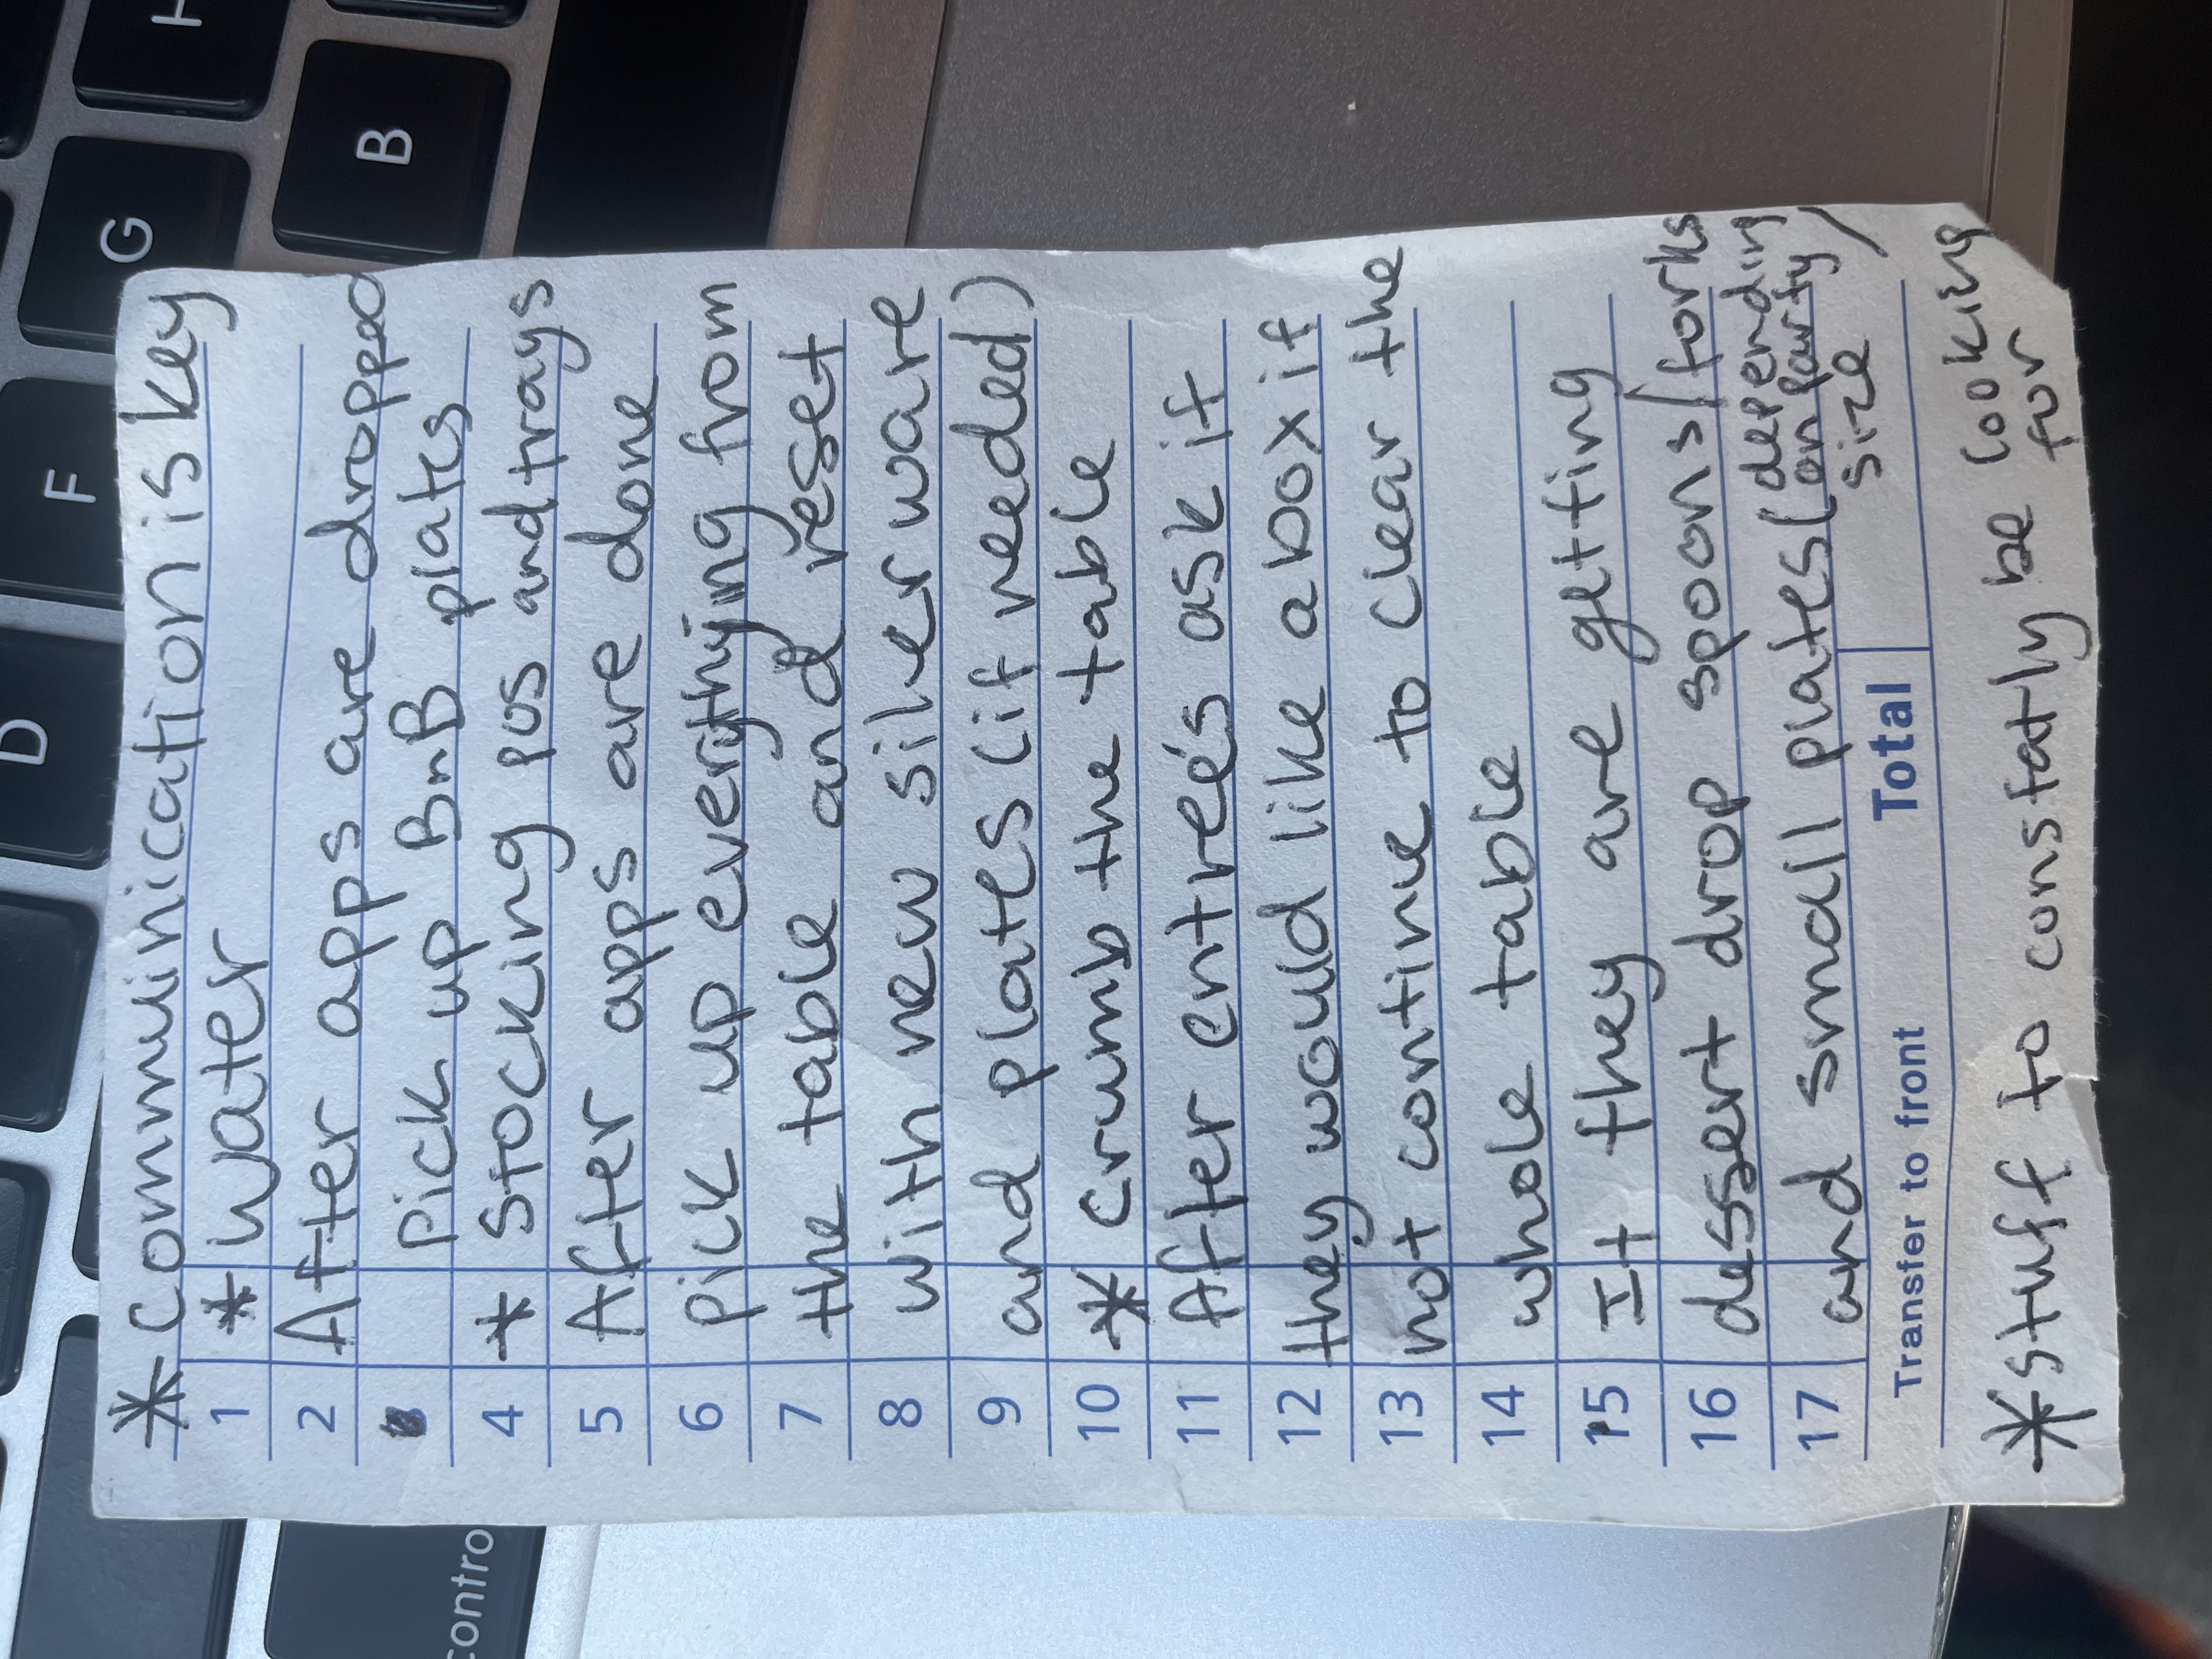 D
F
G
H
B
contro
* Commuinication is key
1 * Water
2 After apps are dropped
3 Pick up BnB plates
4 * Stocking pos and trays
5 After apps are done
6 pick up everything from
7 the table and reset
8 with new silverware
9 and plates (if needed)
10 * Crumb the table
11 After entree's ask if
12 they would like a box if
13 not continue to clear the
14 whole table
15 If they are getting
16 dessert drop spoons/forks
17 and small plates (depending
on party
size)
Transfer to front Total
* stuff to constatly be looking
for